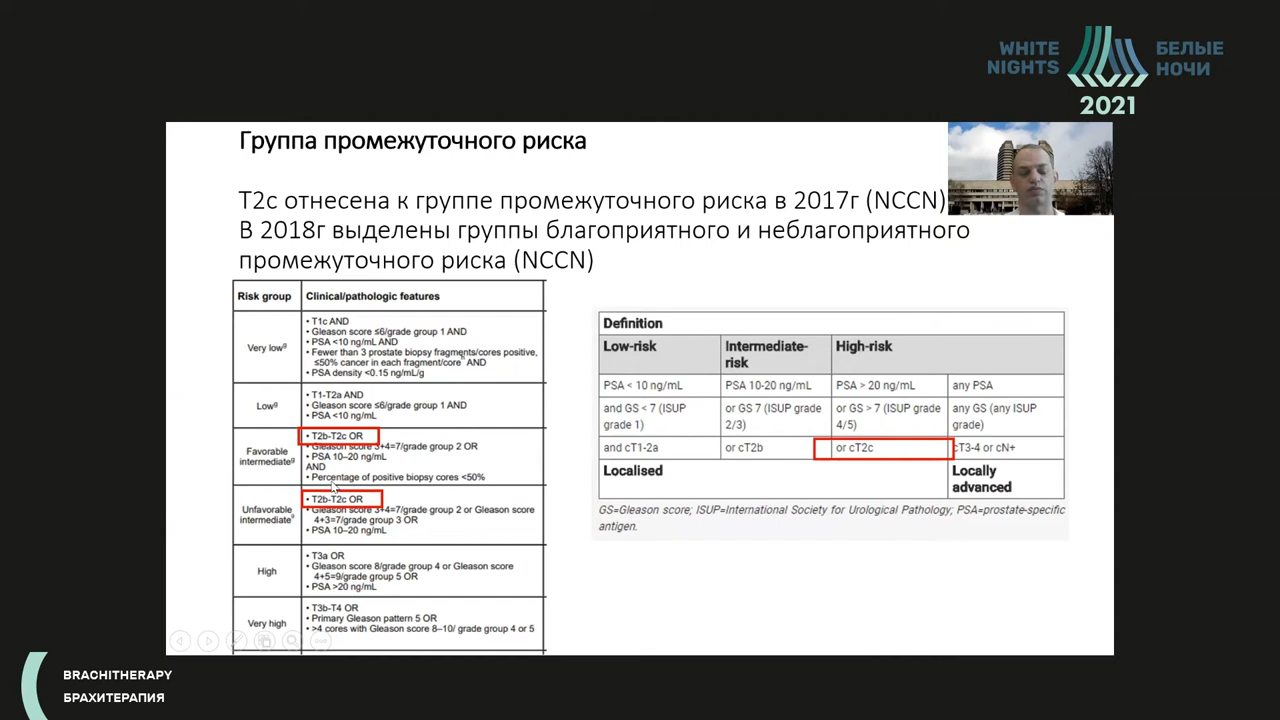 WHITE
NIGHTS
БЕЛЫЕ
НОЧИ
2021
Группа промежуточного риска
T2c отнесена к группе промежуточного риска в 2017г (NCCN)
В 2018г выделены группы благоприятного и неблагоприятного
промежуточного риска (NCCN)
Risk group Clinical/pathologic features
Very low^g
• T1c AND
• Gleason score ≤6/grade group 1 AND
• PSA <10 ng/mL AND
• Fewer than 3 prostate biopsy fragments/cores positive,
≤50% cancer in each fragment/core AND
• PSA density <0.15 ng/mL/g
Low^g
• T1-T2a AND
• Gleason score ≤6/grade group 1 AND
• PSA <10 ng/mL
Favorable
intermediate^g
• T2b-T2c OR
• Gleason score 3+4=7/grade group 2 OR
• PSA 10–20 ng/mL
AND
• Percentage of positive biopsy cores <50%
Unfavorable
intermediate
• T2b-T2c OR
• Gleason score 3+4=7/grade group 2 or Gleason score
4+3=7/grade group 3 OR
• PSA 10–20 ng/mL
High
• T3a OR
• Gleason score 8/grade group 4 or Gleason score
4+5=9/grade group 5 OR
• PSA >20 ng/mL
Very high
• T3b-T4 OR
• Primary Gleason pattern 5 OR
• >4 cores with Gleason score 8–10/ grade group 4 or 5
Definition
Low-risk Intermediate- High-risk
risk
PSA < 10 ng/mL PSA 10-20 ng/mL PSA > 20 ng/mL any PSA
and GS < 7 (ISUP or GS 7 (ISUP grade or GS > 7 (ISUP grade any GS (any ISUP
grade 1) 2/3) 4/5) grade)
and cT1-2a or cT2b or cT2c cT3-4 or cN+
Localised Locally
advanced
GS=Gleason score; ISUP=International Society for Urological Pathology; PSA=prostate-specific
antigen.
BRACHITHERAPY
БРАХИТЕРАПИЯ